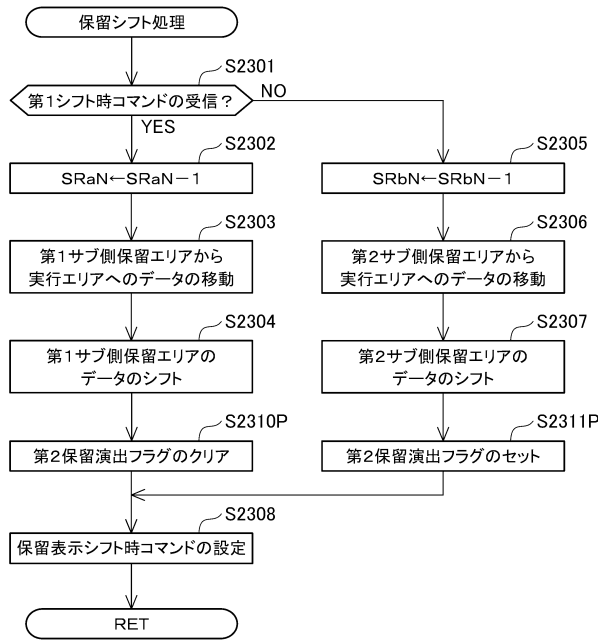 保留シフト処理
S2301
第1シフト時コマンドの受信？
NO
YES
S2302
SRaN←SRaN－1
S2305
SRbN←SRbN－1
S2303
第1サブ側保留エリアから
実行エリアへのデータの移動
S2306
第2サブ側保留エリアから
実行エリアへのデータの移動
S2304
第1サブ側保留エリアの
データのシフト
S2307
第2サブ側保留エリアの
データのシフト
S2310P
第2保留演出フラグのクリア
S2311P
第2保留演出フラグのセット
S2308
保留表示シフト時コマンドの設定
RET